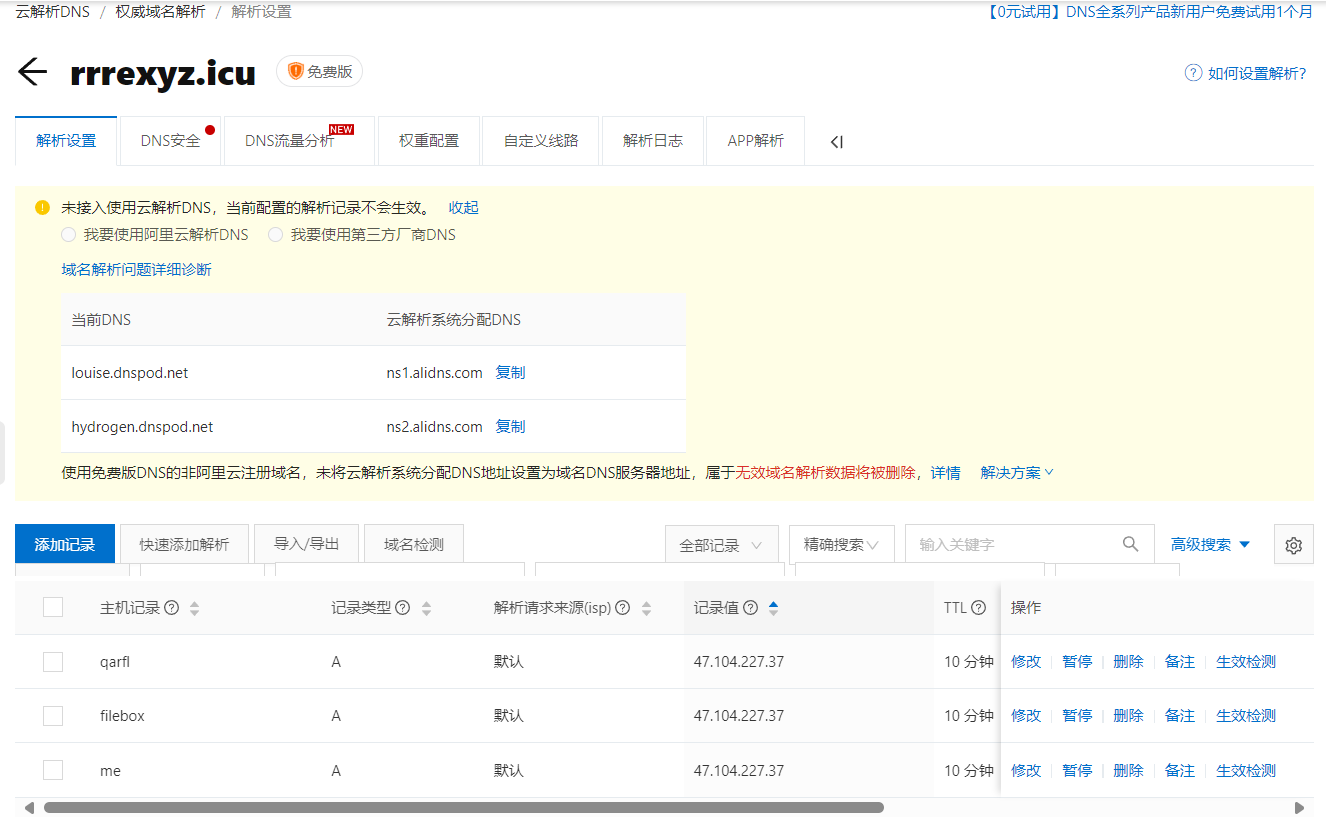 云解析DNS / 权威域名解析 / 解析设置 【0元试用】DNS全系列产品新用户免费试用1个月
rrrexyz.icu 免费版 如何设置解析?
解析设置 DNS安全 DNS流量分析 NEW 权重配置 自定义线路 解析日志 APP解析
未接入使用云解析DNS，当前配置的解析记录不会生效。 收起
我要使用阿里云解析DNS 我要使用第三方厂商DNS
域名解析问题详细诊断
当前DNS 云解析系统分配DNS
louise.dnspod.net ns1.alidns.com 复制
hydrogen.dnspod.net ns2.alidns.com 复制
使用免费版DNS的非阿里云注册域名，未将云解析系统分配DNS地址设置为域名DNS服务器地址，属于无效域名解析数据将被删除，详情 解决方案
添加记录 快速添加解析 导入/导出 域名检测 全部记录 精确搜索 输入关键字 高级搜索
主机记录 记录类型 解析请求来源(isp) 记录值 TTL 操作
qarfl A 默认 47.104.227.37 10 分钟 修改 暂停 删除 备注 生效检测
filebox A 默认 47.104.227.37 10 分钟 修改 暂停 删除 备注 生效检测
me A 默认 47.104.227.37 10 分钟 修改 暂停 删除 备注 生效检测